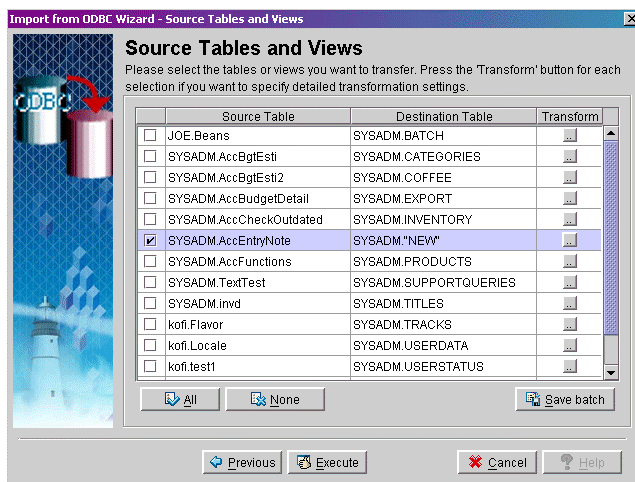 Import from ODBC Wizard - Source Tables and Views
ODBC
Source Tables and Views
Please select the tables or views you want to transfer. Press the 'Transform' button for each
selection if you want to specify detailed transformation settings.
Source Table Destination Table Transform
JOE.Beans SYSADM.BATCH ..
SYSADM.AccBgtEsti SYSADM.CATEGORIES ..
SYSADM.AccBgtEsti2 SYSADM.COFFEE ..
SYSADM.AccBudgetDetail SYSADM.EXPORT ..
SYSADM.AccCheckOutdated SYSADM.INVENTORY ..
SYSADM.AccEntryNote SYSADM."NEW" ..
SYSADM.AccFunctions SYSADM.PRODUCTS ..
SYSADM.TextTest SYSADM.SUPPORTQUERIES ..
SYSADM.invd SYSADM.TITLES ..
kofi.Flavor SYSADM.TRACKS ..
kofi.Locale SYSADM.USERDATA ..
kofi.test1 SYSADM.USERSTATUS ..
All None Save batch
Previous Execute Cancel Help